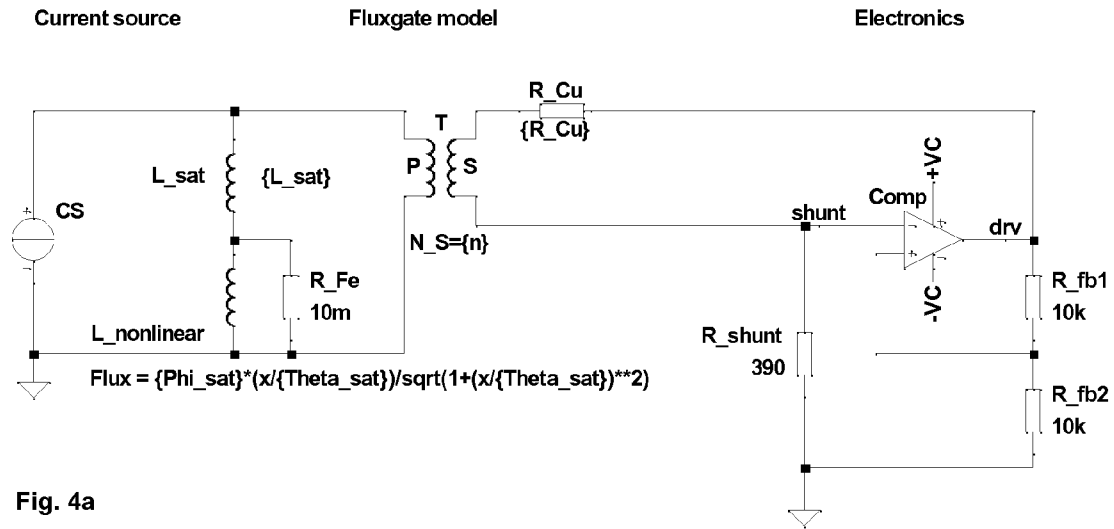 Current source
Fluxgate model
Electronics
R_Cu
{R_Cu}
T
P
S
L_sat
{L_sat}
CS
N_S={n}
R_Fe
10m
L_nonlinear
Flux = {Phi_sat}*(x/{Theta_sat})/sqrt(1+(x/{Theta_sat})**2)
shunt
Comp
+VC
-VC
drv
R_fb1
10k
R_shunt
390
R_fb2
10k
Fig. 4a